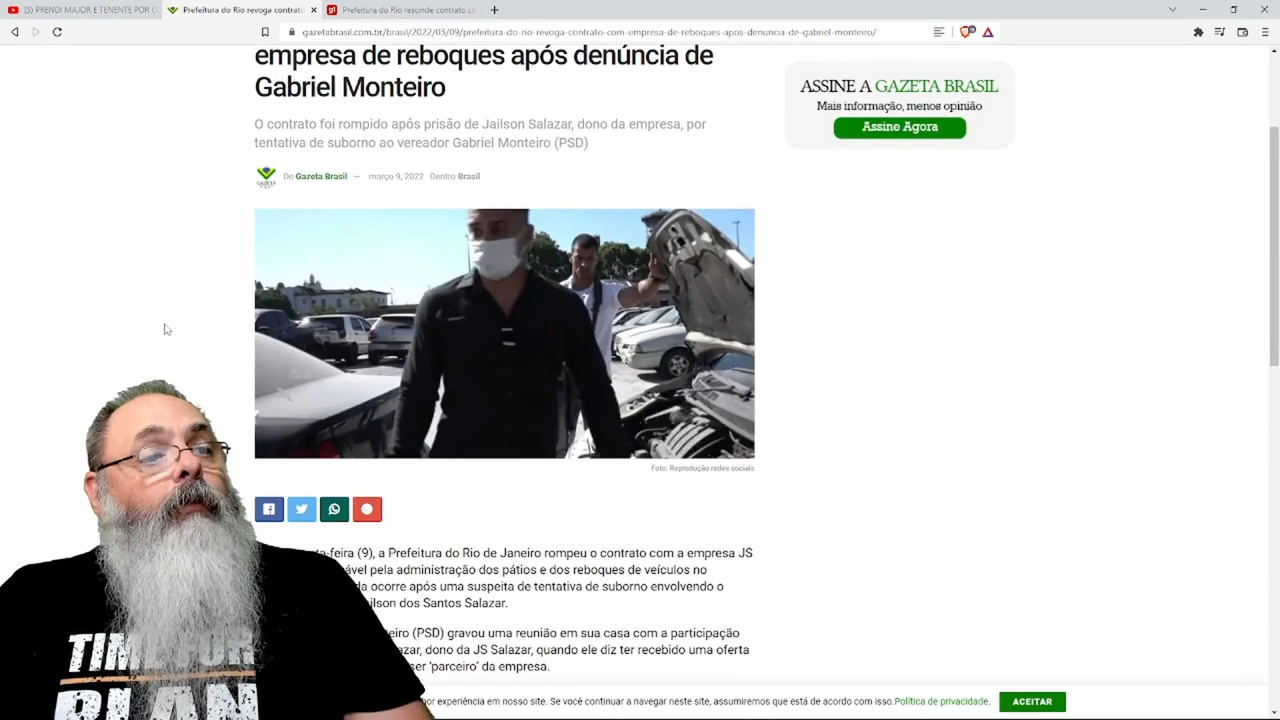 (5) PRENDI MAJOR E TENENTE POR C
Prefeitura do Rio revoga contrato
Prefeitura do Rio rescinde contrato co
gazetabrasil.com.br/brasil/2022/03/09/prefeitura-do-rio-revoga-contrato-com-empresa-de-reboques-apos-denuncia-de-gabriel-monteiro/
empresa de reboques após denúncia de
Gabriel Monteiro
O contrato foi rompido após prisão de Jailson Salazar, dono da empresa, por
tentativa de suborno ao vereador Gabriel Monteiro (PSD)
De Gazeta Brasil — março 9, 2022 Dentro Brasil
ASSINE A GAZETA BRASIL
Mais informação, menos opinião
Assine Agora
Foto: Reprodução redes sociais
(9), a Prefeitura do Rio de Janeiro rompeu o contrato com a empresa JS
pela administração dos pátios e dos reboques de veículos no
ocorre após uma suspeita de tentativa de suborno envolvendo o
dos Santos Salazar.
(PSD) gravou uma reunião em sua casa com a participação
dono da JS Salazar, quando ele diz ter recebido uma oferta
ser 'parceiro' da empresa.
experiência em nosso site. Se você continuar a navegar neste site, assumiremos que está de acordo com isso.Política de privacidade.
ACEITAR